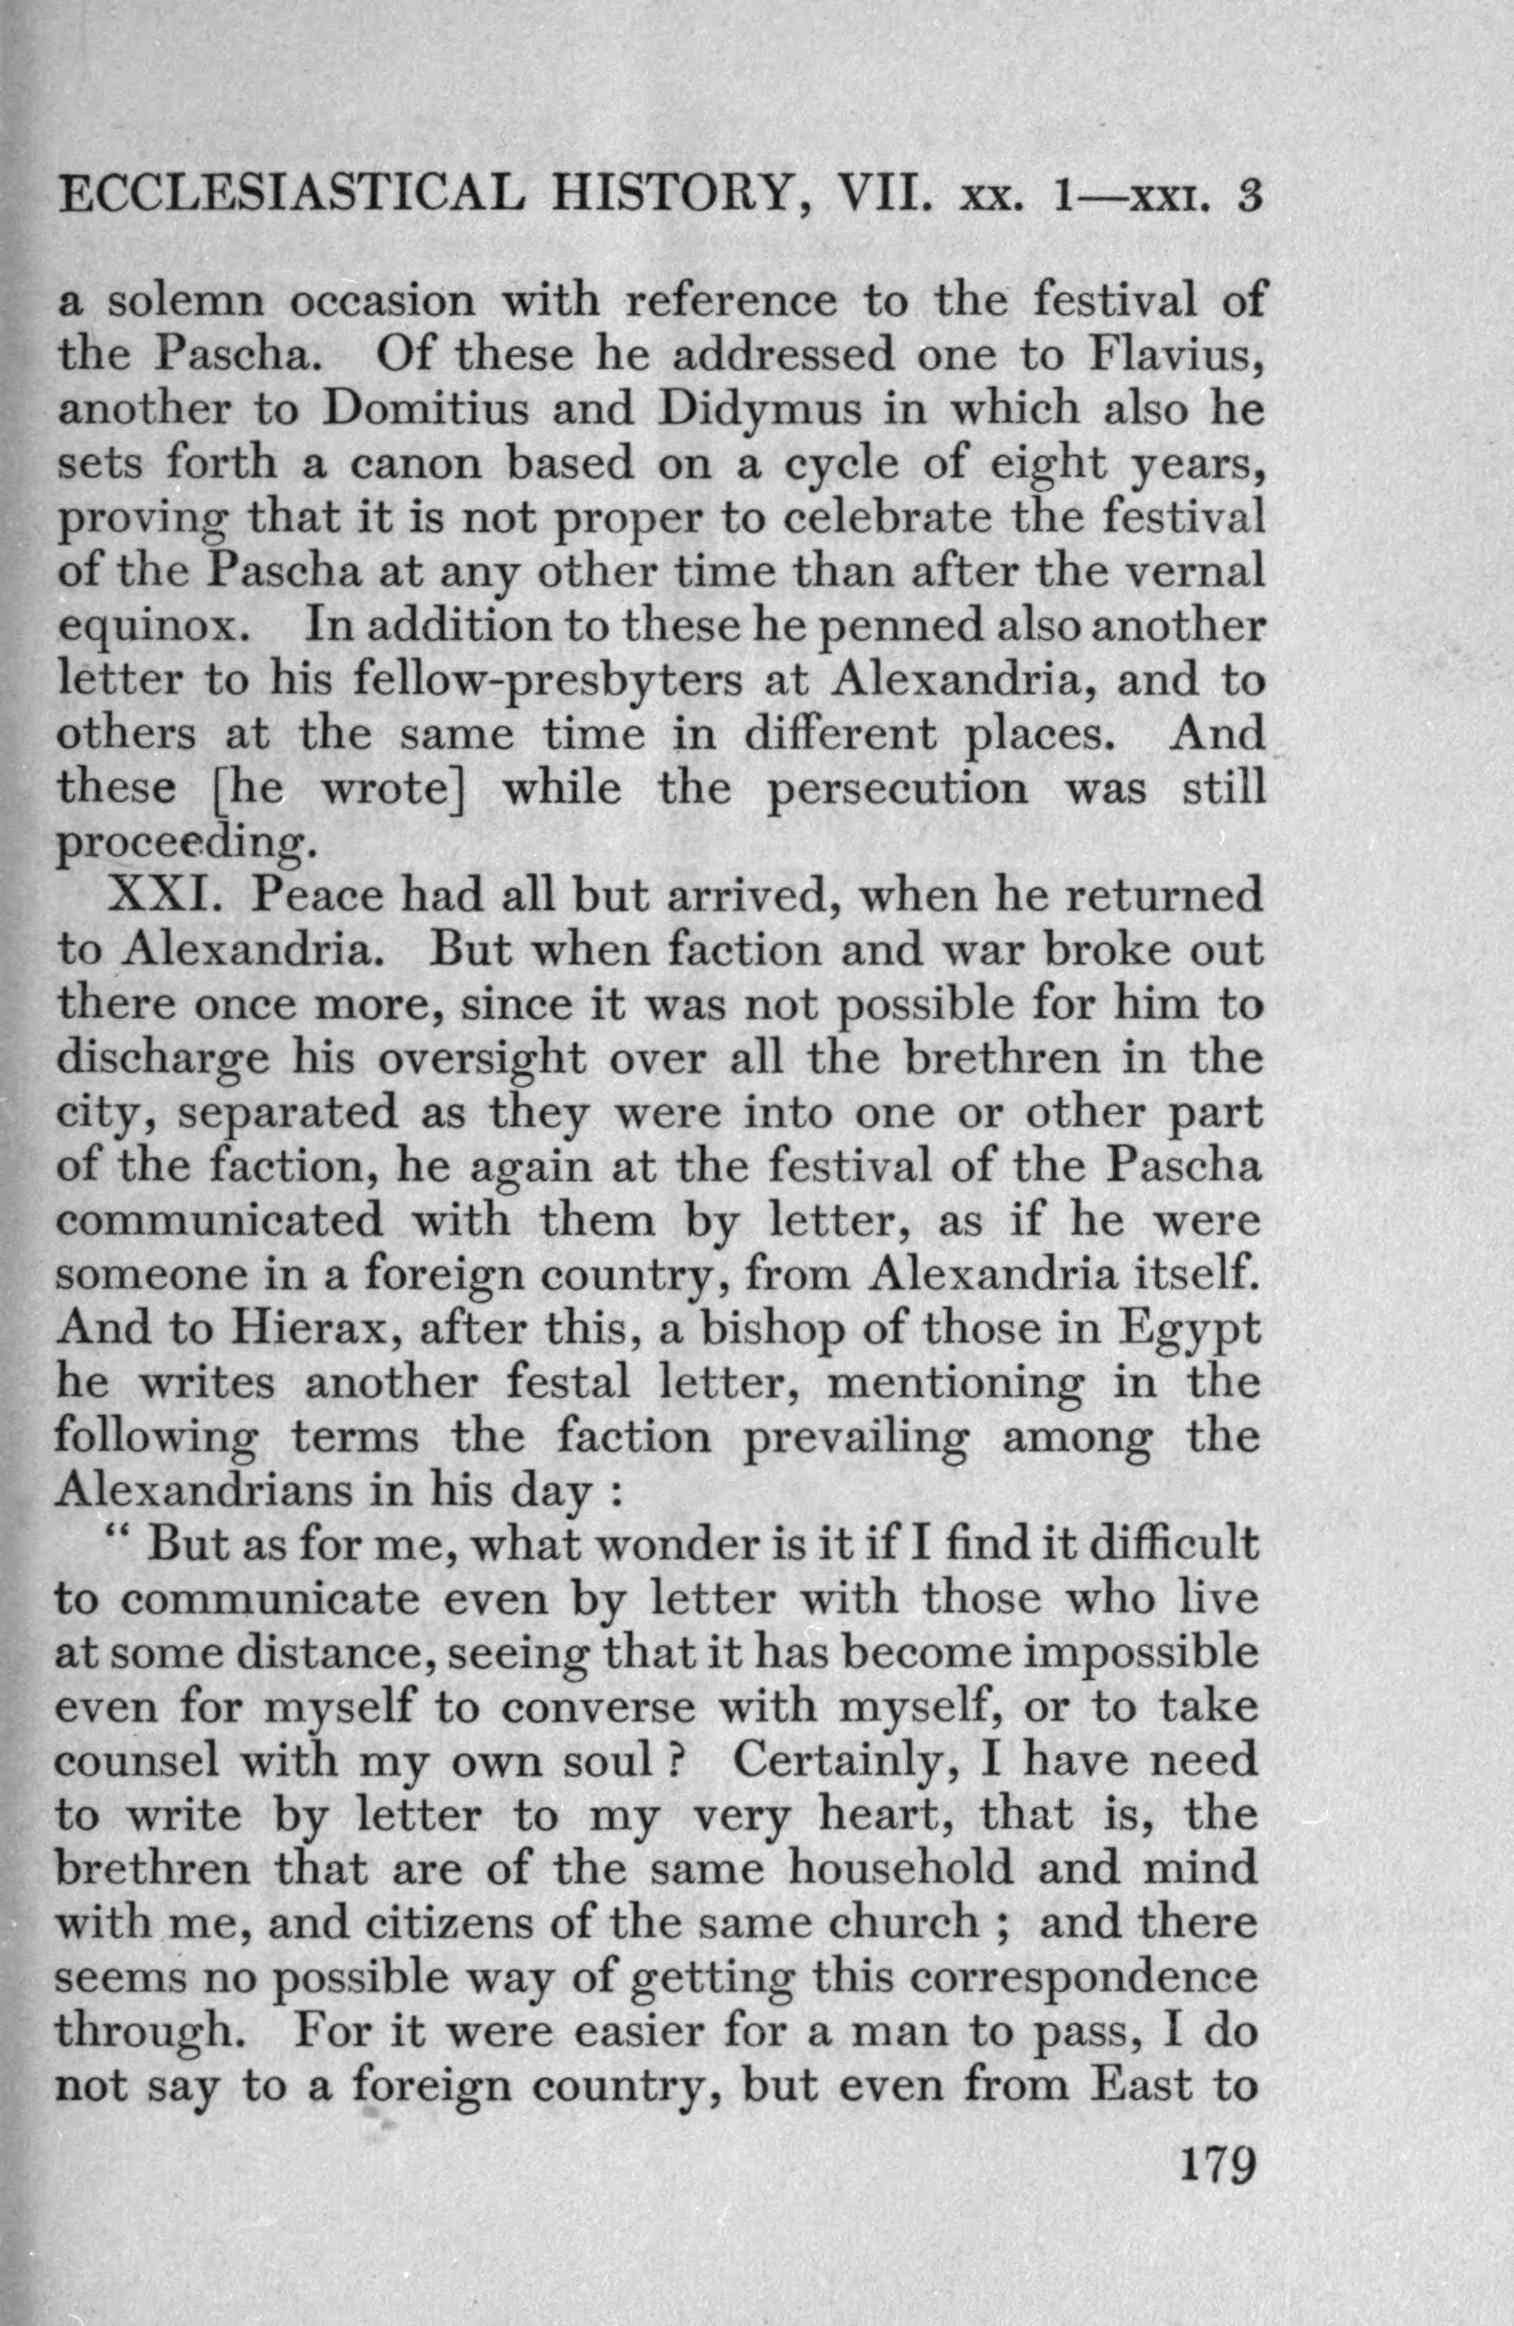 ECCLESIASTICAL HISTORY, VII. xx. 1—xxi. 3
a solemn occasion with reference to the festival of
the Pascha. Of these he addressed one to Flavius,
another to Domitius and Didymus in which also he
sets forth a canon based on a cycle of eight years,
proving that it is not proper to celebrate the festival
of the Pascha at any other time than after the vernal
equinox. In addition to these he penned also another
letter to his fellow-presbyters at Alexandria, and to
others at the same time in different places. And
these [he wrote] while the persecution was still
proceeding.
XXI. Peace had all but arrived, when he returned
to Alexandria. But when faction and war broke out
there once more, since it was not possible for him to
discharge his oversight over all the brethren in the
city, separated as they were into one or other part
of the faction, he again at the festival of the Pascha
communicated with them by letter, as if he were
someone in a foreign country, from Alexandria itself.
And to Hierax, after this, a bishop of those in Egypt
he writes another festal letter, mentioning in the
following terms the faction prevailing among the
Alexandrians in his day :
“ But as for me, what wonder is it if I find it difficult
to communicate even by letter with those who live
at some distance, seeing that it has become impossible
even for myself to converse with myself, or to take
counsel with my own soul ? Certainly, I have need
to write by letter to my very heart, that is, the
brethren that are of the same household and mind
with me, and citizens of the same church ; and there
seems no possible way of getting this correspondence
through. For it were easier for a man to pass, I do
not say to a foreign country, but even from East to
179